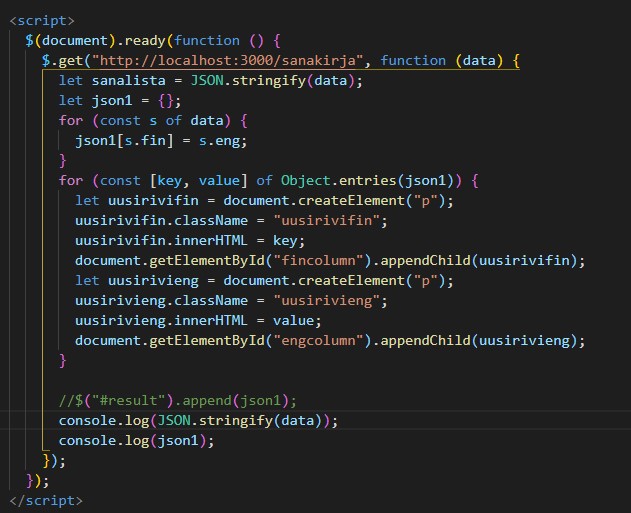 <script>
$(document).ready(function () {
$.get("http://localhost:3000/sanakirja", function (data) {
let sanalista = JSON.stringify(data);
let json1 = {};
for (const s of data) {
json1[s.fin] = s.eng;
}
for (const [key, value] of Object.entries(json1)) {
let uusirivifin = document.createElement("p");
uusirivifin.className = "uusirivifin";
uusirivifin.innerHTML = key;
document.getElementById("fincolumn").appendChild(uusirivifin);
let uusirivieng = document.createElement("p");
uusirivieng.className = "uusirivieng";
uusirivieng.innerHTML = value;
document.getElementById("engcolumn").appendChild(uusirivieng);
}
//$("#result").append(json1);
console.log(JSON.stringify(data));
console.log(json1);
});
});
</script>